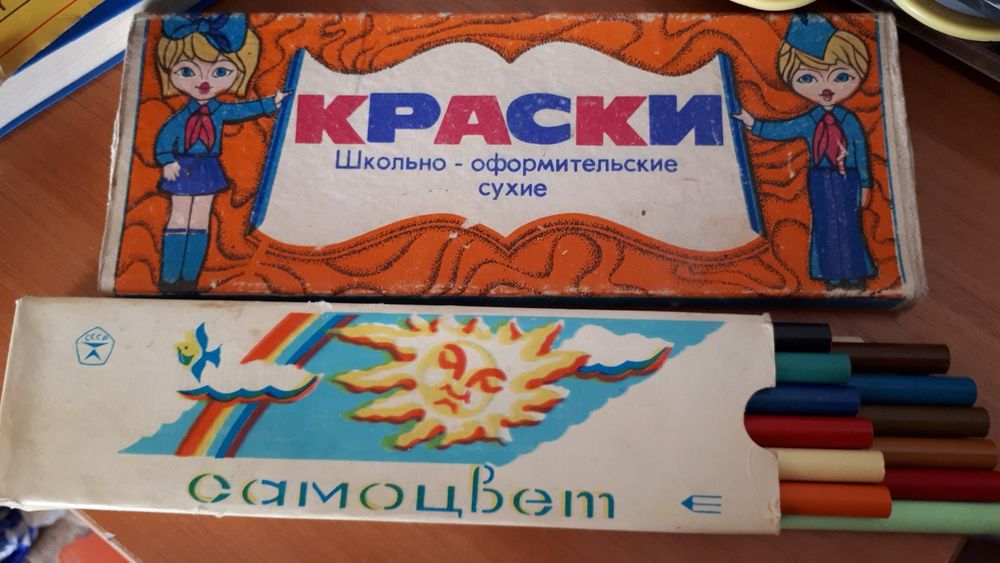 КРАСКИ
Школьно - оформительские
сухие
СССР
самоцвет